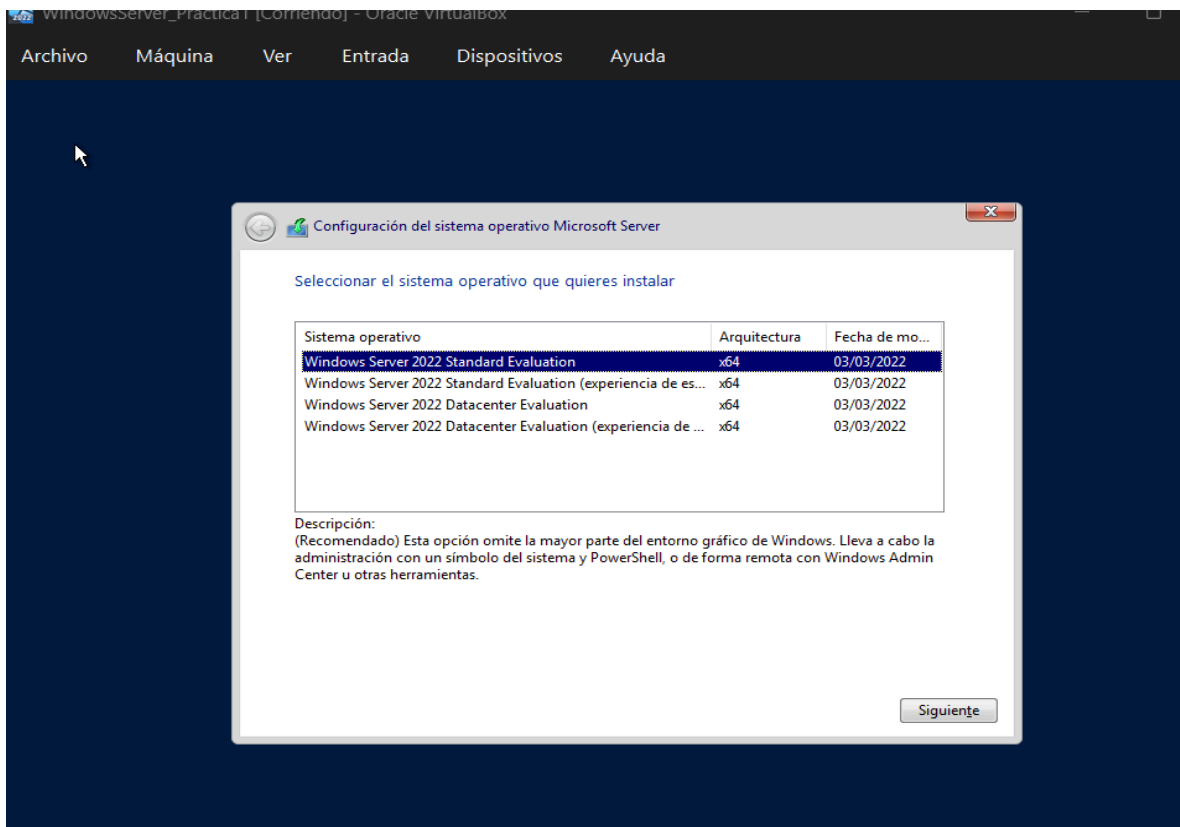 WindowsServer_Practica1 [Corriendo] - Oracle VirtualBox
Archivo Máquina Ver Entrada Dispositivos Ayuda
Configuración del sistema operativo Microsoft Server
Seleccionar el sistema operativo que quieres instalar
Sistema operativo Arquitectura Fecha de mo...
Windows Server 2022 Standard Evaluation x64 03/03/2022
Windows Server 2022 Standard Evaluation (experiencia de es... x64 03/03/2022
Windows Server 2022 Datacenter Evaluation x64 03/03/2022
Windows Server 2022 Datacenter Evaluation (experiencia de ... x64 03/03/2022
Descripción:
(Recomendado) Esta opción omite la mayor parte del entorno gráfico de Windows. Lleva a cabo la
administración con un símbolo del sistema y PowerShell, o de forma remota con Windows Admin
Center u otras herramientas.
Siguiente